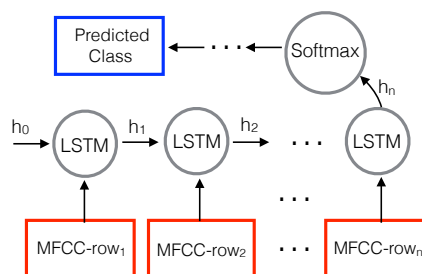 Predicted
Class
. . .
Softmax
h0
h1
h2
hn
LSTM
LSTM
. . .
LSTM
. . .
MFCC-row1
MFCC-row2
. . .
MFCC-rown